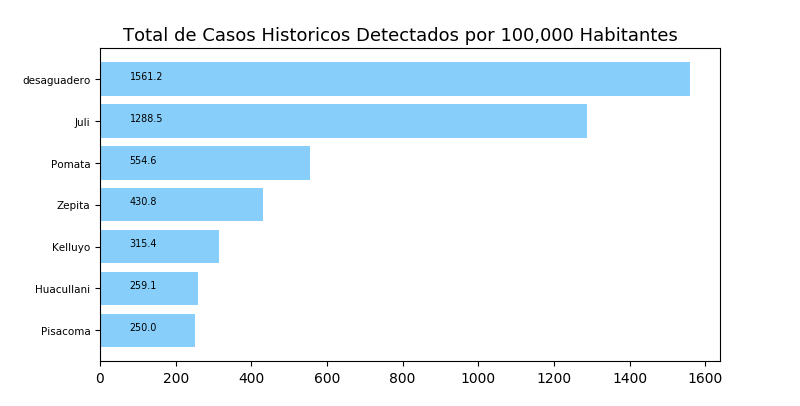 Total de Casos Historicos Detectados por 100,000 Habitantes
desaguadero 1561.2
Juli 1288.5
Pomata 554.6
Zepita 430.8
Kelluyo 315.4
Huacullani 259.1
Pisacoma 250.0
0 200 400 600 800 1000 1200 1400 1600